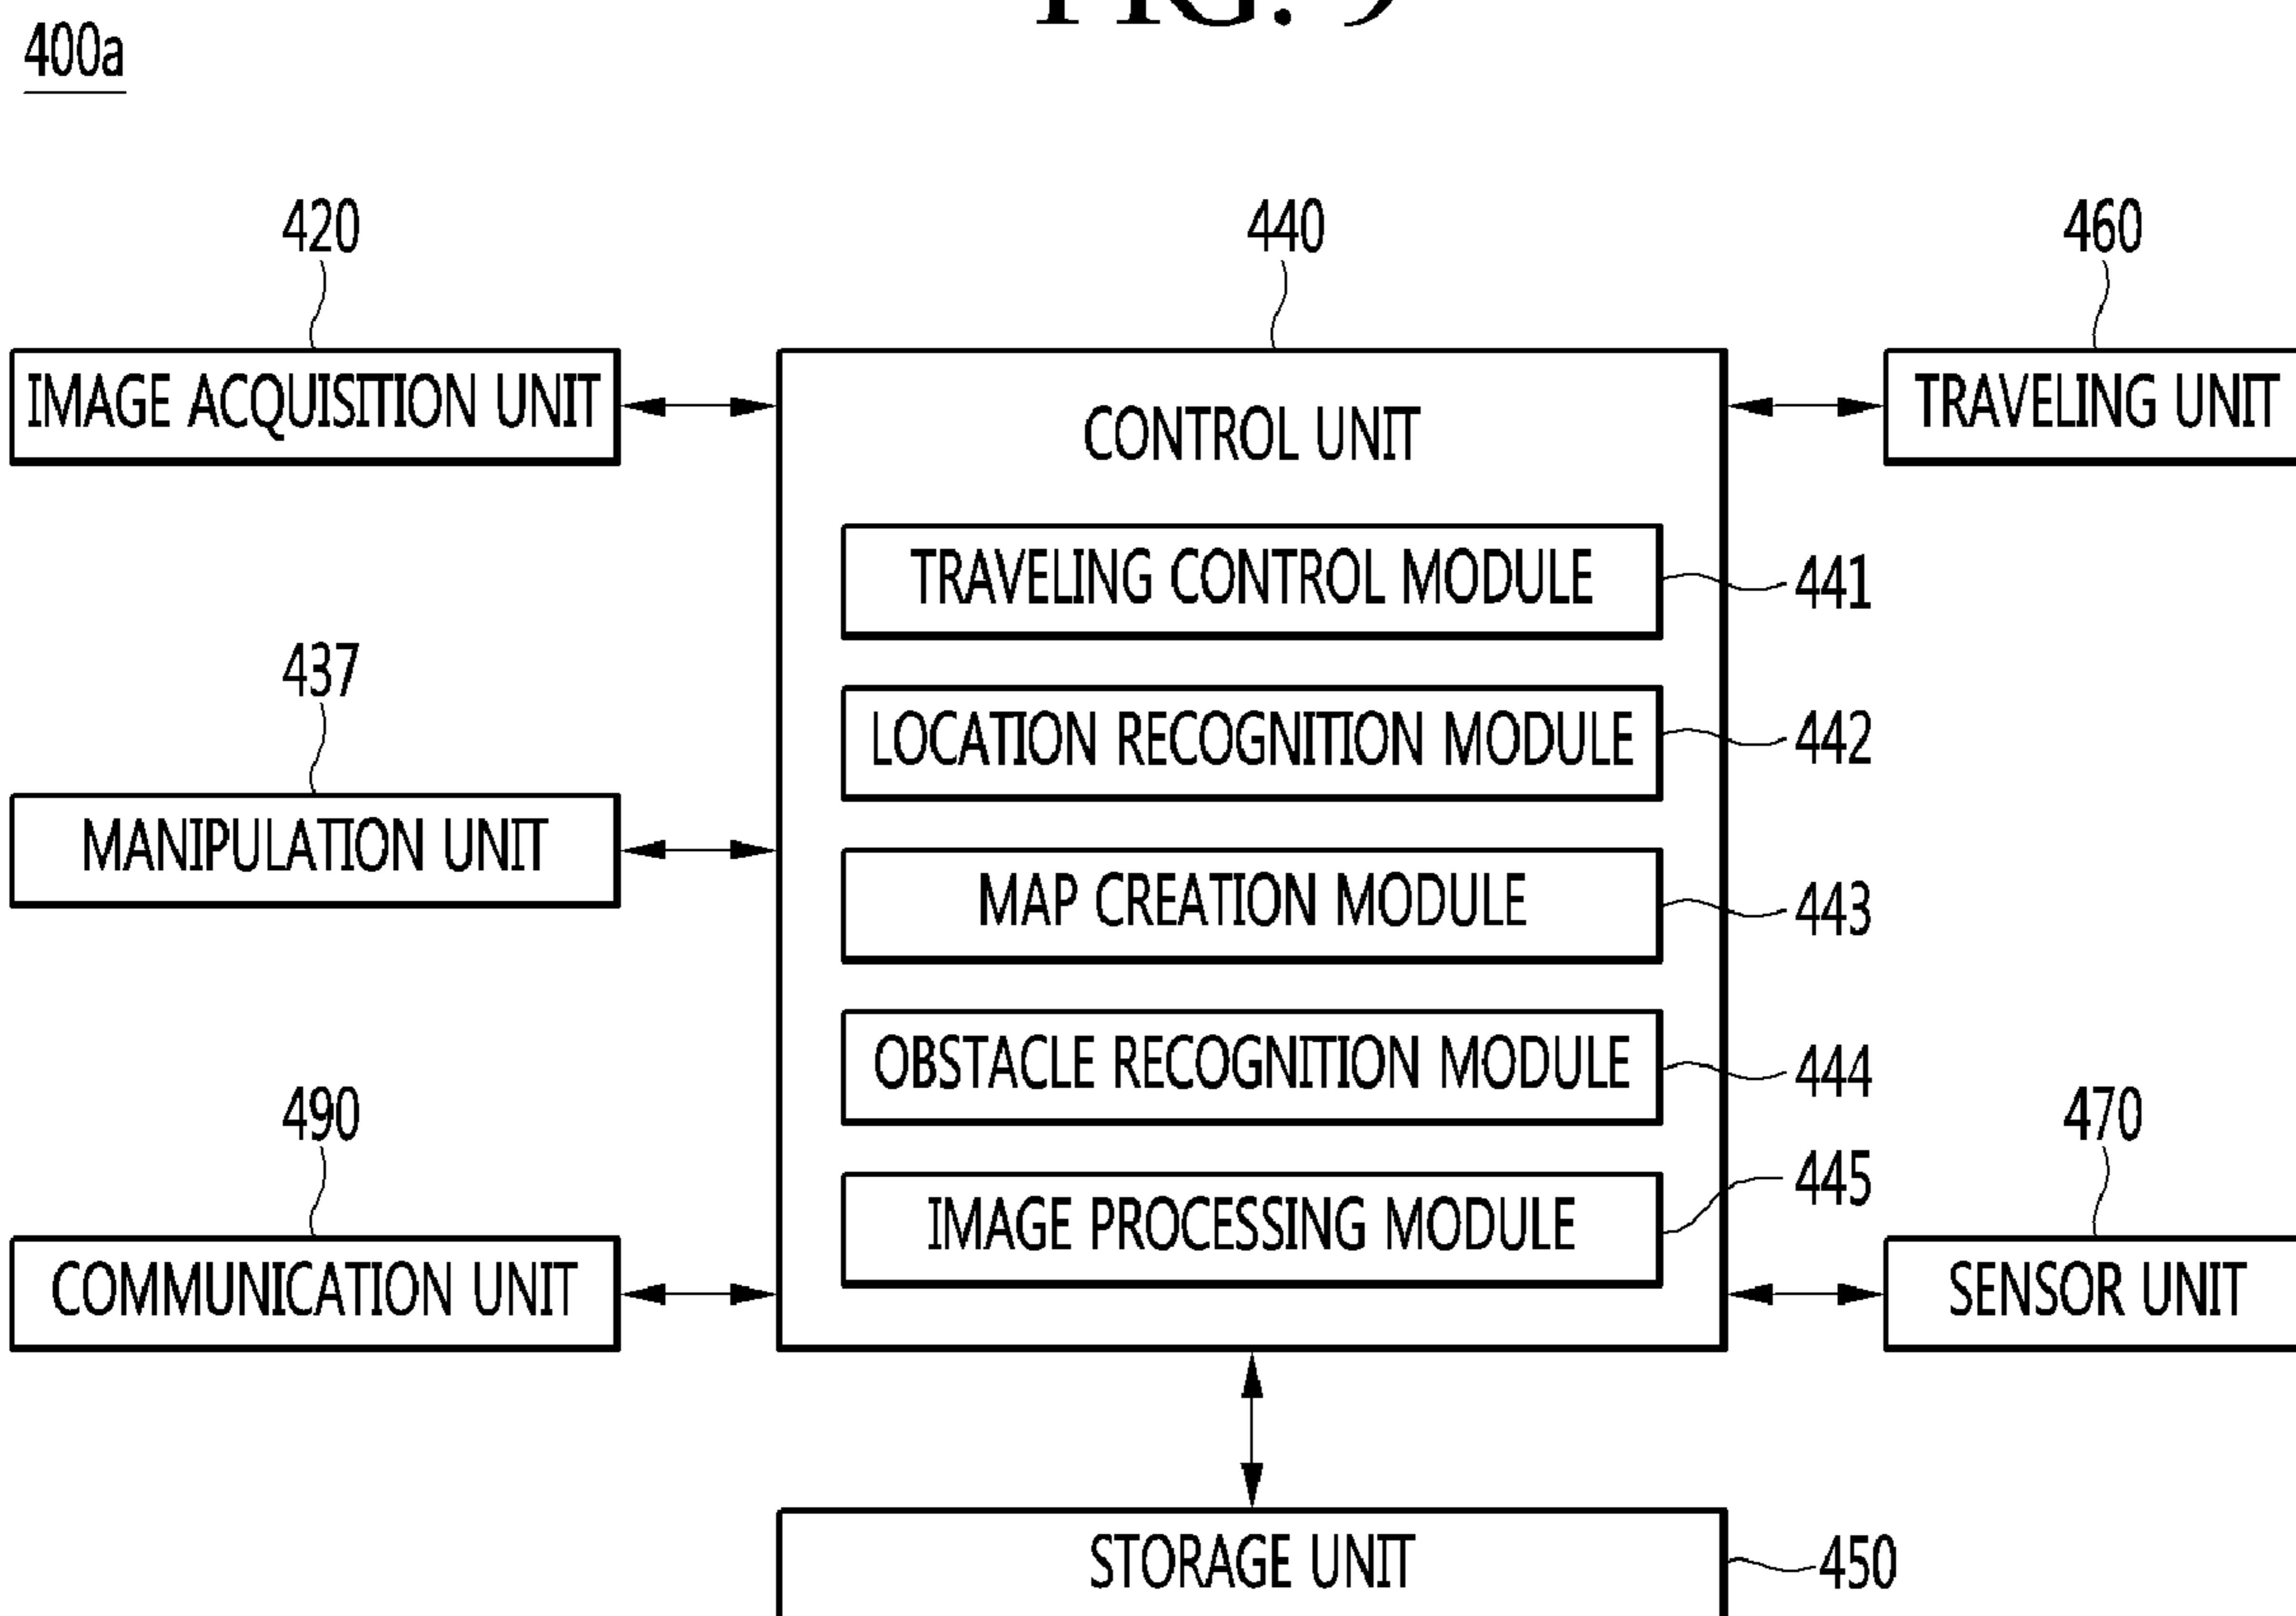 FIG. 9
400a
420
440
460
IMAGE ACQUISITION UNIT
CONTROL UNIT
TRAVELING UNIT
TRAVELING CONTROL MODULE
441
437
LOCATION RECOGNITION MODULE
442
MANIPULATION UNIT
MAP CREATION MODULE
443
OBSTACLE RECOGNITION MODULE
444
490
470
IMAGE PROCESSING MODULE
445
COMMUNICATION UNIT
SENSOR UNIT
STORAGE UNIT
450